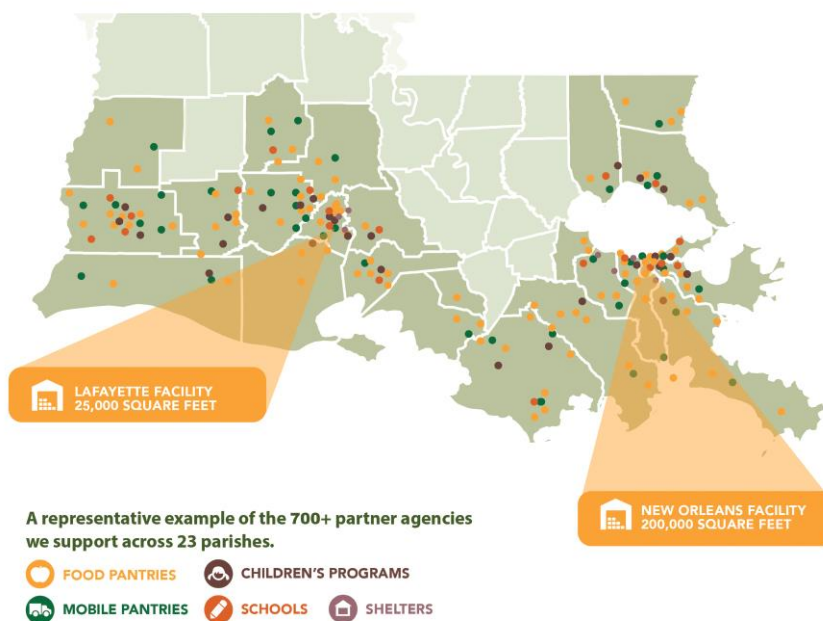 LAFAYETTE FACILITY
25,000 SQUARE FEET
NEW ORLEANS FACILITY
200,000 SQUARE FEET
A representative example of the 700+ partner agencies
we support across 23 parishes.
FOOD PANTRIES
CHILDREN'S PROGRAMS
MOBILE PANTRIES
SCHOOLS
SHELTERS